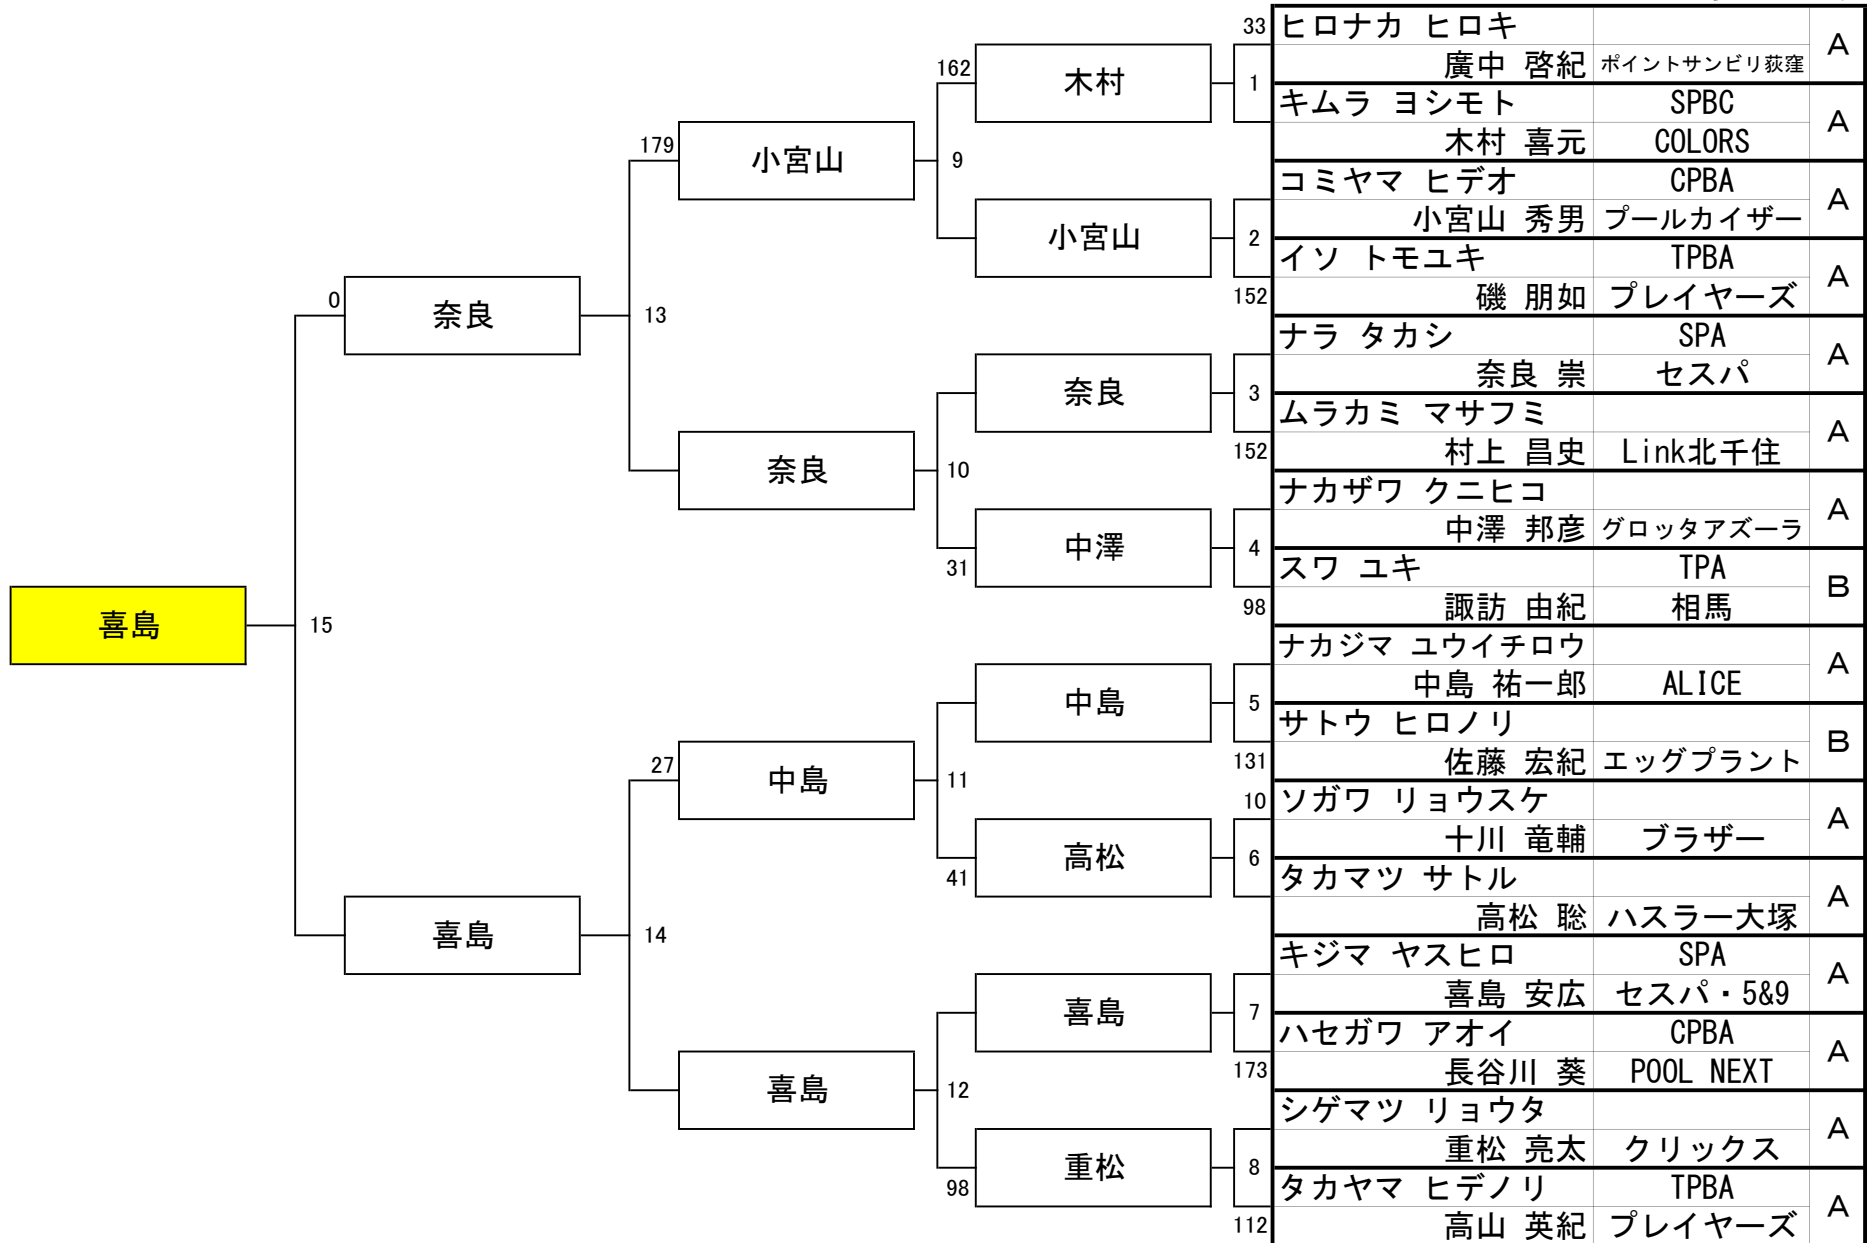 33 ヒロナカ ヒロキ
廣中 啓紀 ポイントサンビリ荻窪 A
162 木村 1
キムラ ヨシモト SPBC
木村 喜元 COLORS A
179 小宮山 9
コミヤマ ヒデオ CPBA
小宮山 秀男 プールカイザー A
小宮山 2
イソ トモユキ TPBA
152 磯 朋如 プレイヤーズ A
0 奈良 13
ナラ タカシ SPA
奈良 崇 セスパ A
奈良 3
ムラカミ マサフミ
152 村上 昌史 Link北千住 A
奈良 10
ナカザワ クニヒコ
中澤 邦彦 グロッタアズーラ A
31 中澤 4
スワ ユキ TPA
98 諏訪 由紀 相馬 B
喜島 15
ナカジマ ユウイチロウ
中島 祐一郎 ALICE A
中島 5
サトウ ヒロノリ
131 佐藤 宏紀 エッグプラント B
27 中島 11
10 ソガワ リョウスケ
十川 竜輔 ブラザー A
41 高松 6
タカマツ サトル
高松 聡 ハスラー大塚 A
喜島 14
キジマ ヤスヒロ SPA
喜島 安広 セスパ・5&9 A
喜島 7
ハセガワ アオイ CPBA
173 長谷川 葵 POOL NEXT A
喜島 12
シゲマツ リョウタ
重松 亮太 クリックス A
98 重松 8
タカヤマ ヒデノリ TPBA
112 高山 英紀 プレイヤーズ A